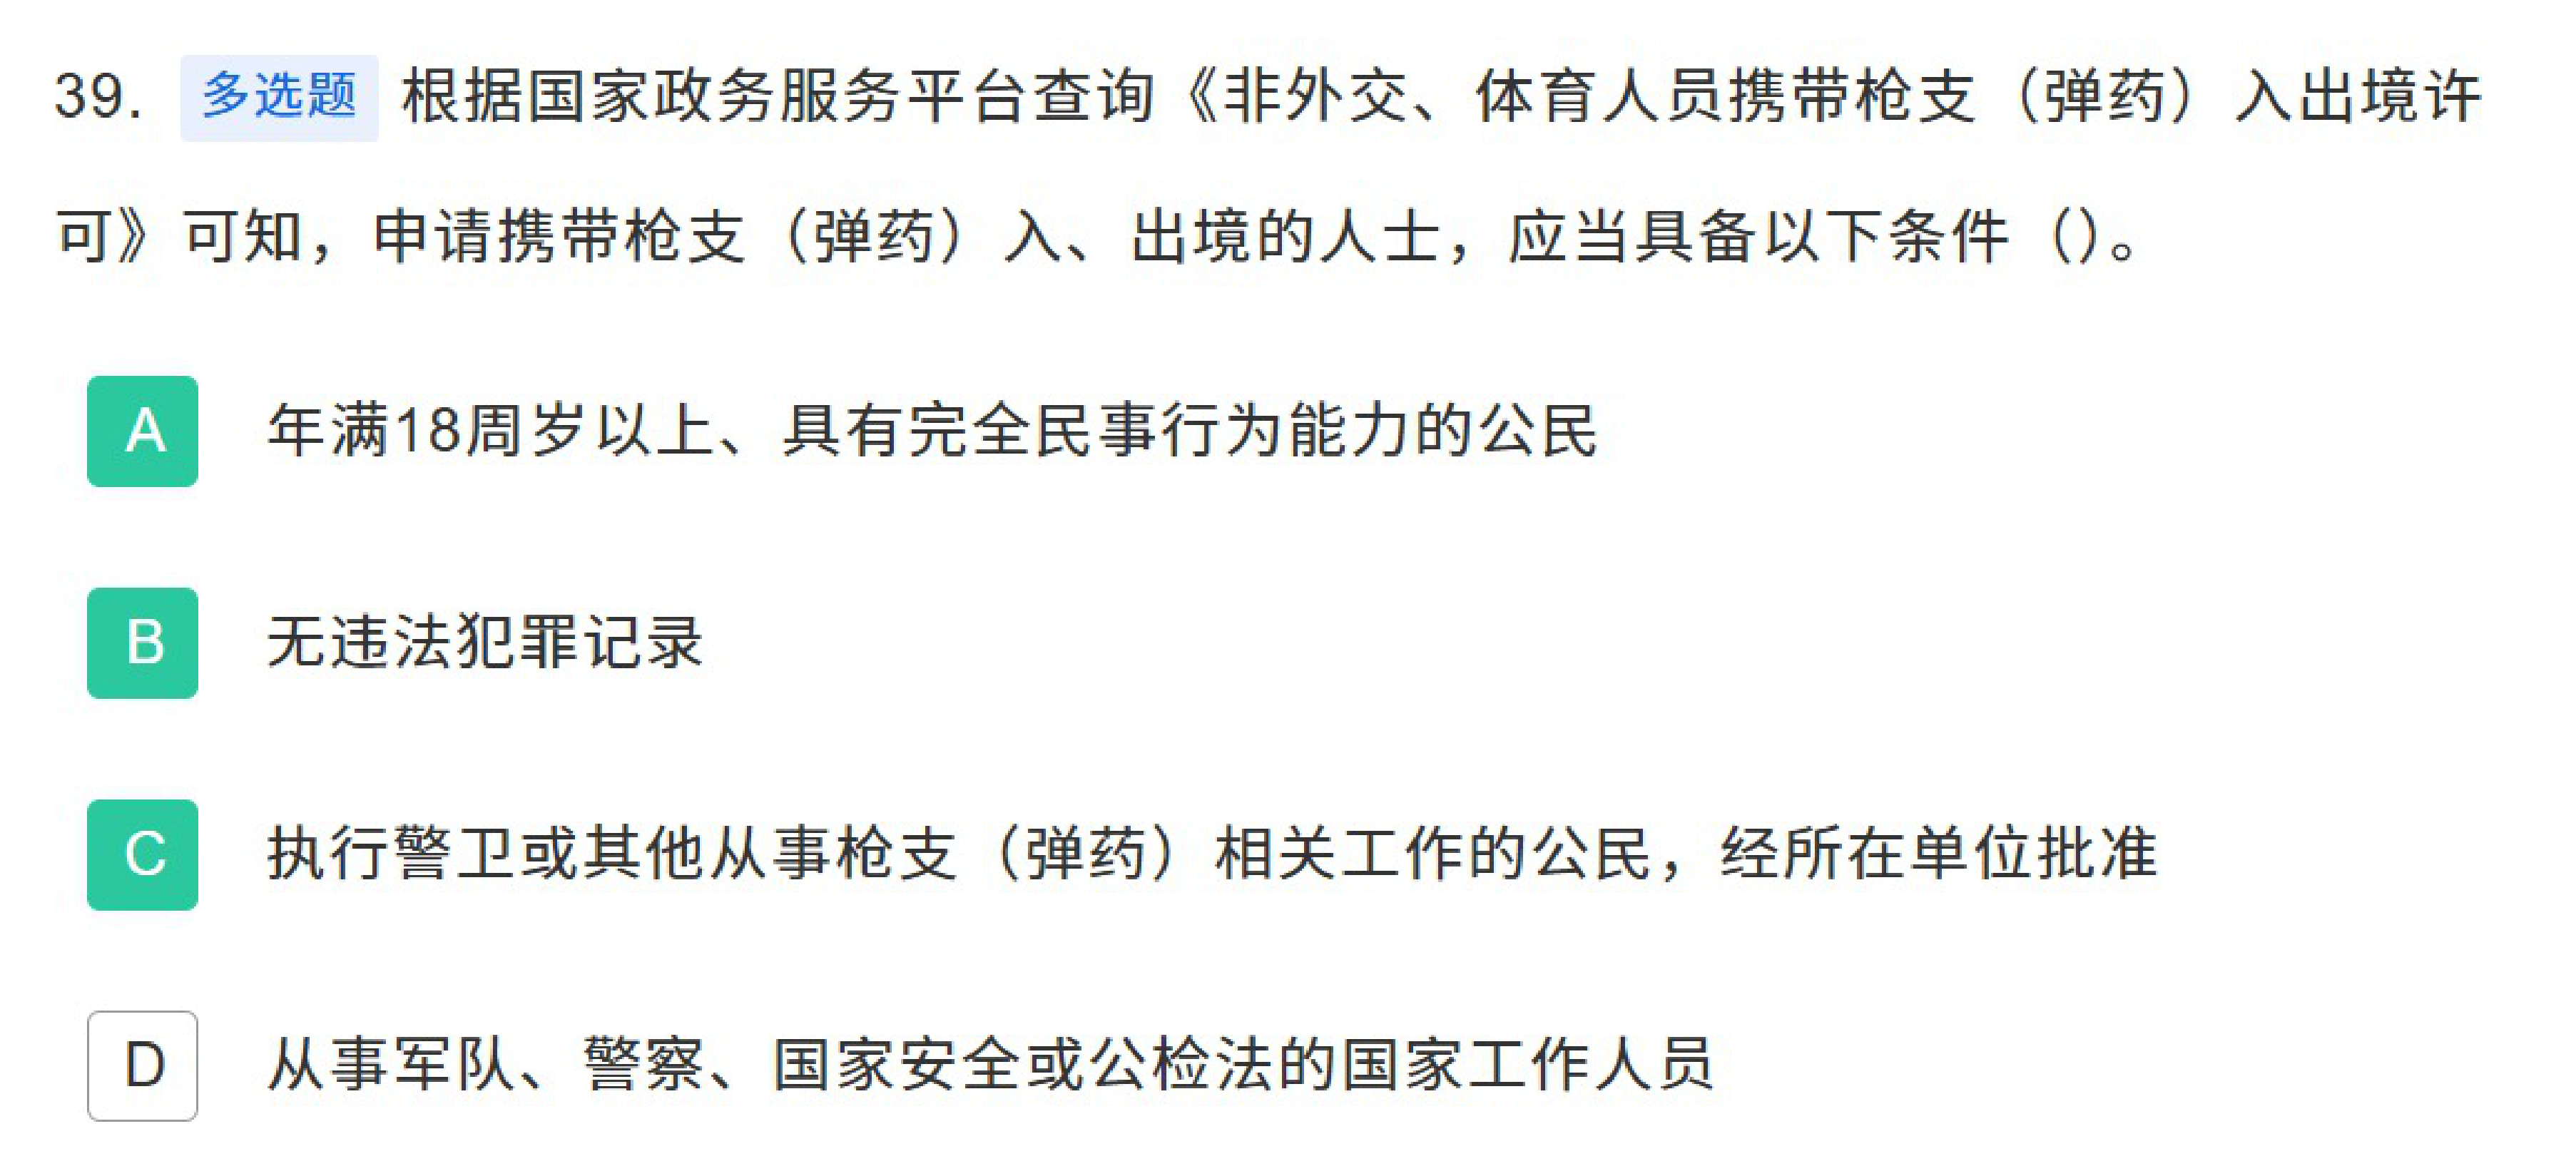 39. 多选题 根据国家政务服务平台查询《非外交、体育人员携带枪支（弹药）入出境许
可》可知，申请携带枪支（弹药）入、出境的人士，应当具备以下条件（）。
A 年满18周岁以上、具有完全民事行为能力的公民
B 无违法犯罪记录
C 执行警卫或其他从事枪支（弹药）相关工作的公民，经所在单位批准
D 从事军队、警察、国家安全或公检法的国家工作人员